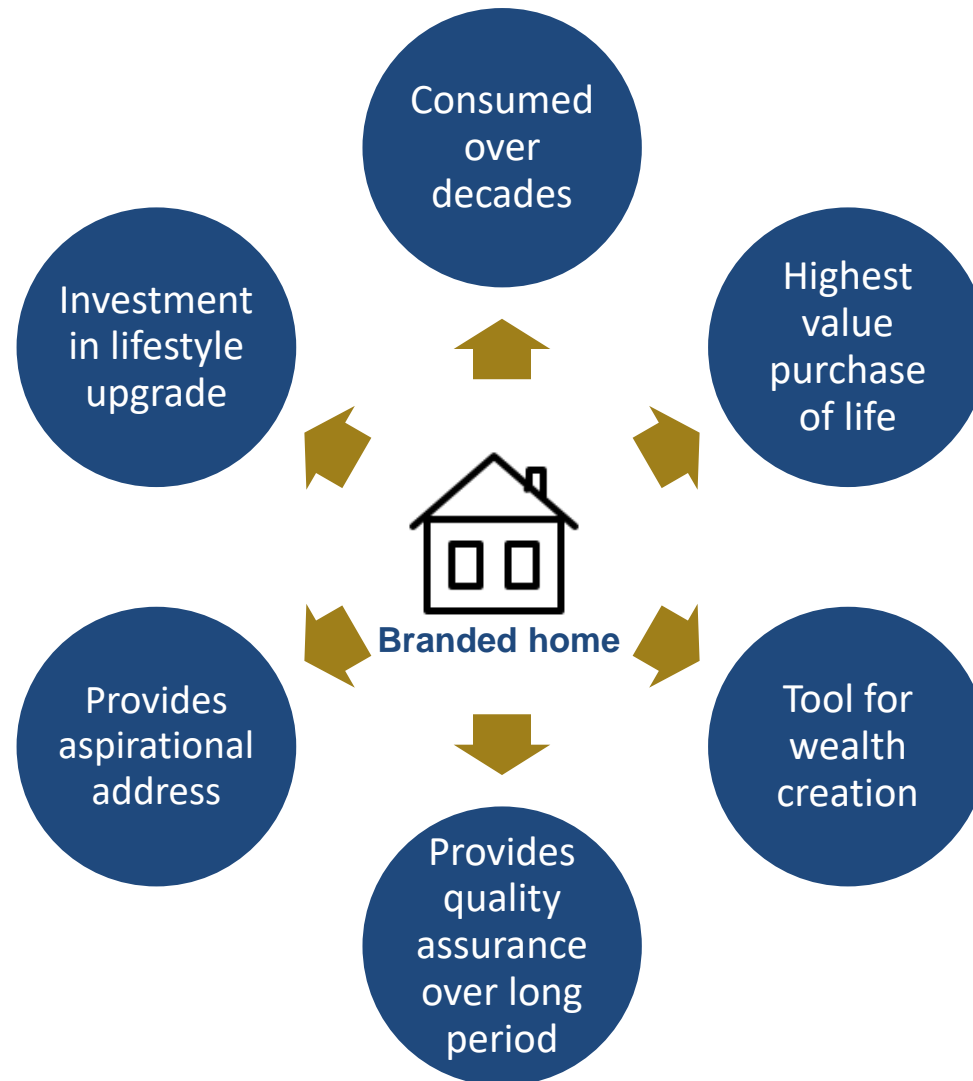 Consumed
over
decades
Highest
value
purchase
of life
Tool for
wealth
creation
Provides
quality
assurance
over long
period
Provides
aspirational
address
Investment
in lifestyle
upgrade
Branded home